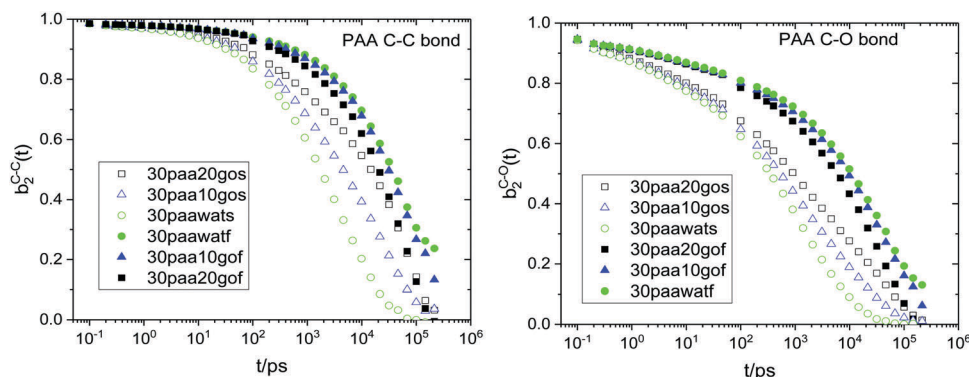 PAA C-C bond
b₂^C-C(t)
1.0
0.8
0.6
0.4
0.2
0.0
30paa20gos
30paa10gos
30paawats
30paawatf
30paa10gof
30paa20gof
10⁻¹ 10⁰ 10¹ 10² 10³ 10⁴ 10⁵ 10⁶
t/ps
PAA C-O bond
b₂^C-O(t)
1.0
0.8
0.6
0.4
0.2
0.0
30paa20gos
30paa10gos
30paawats
30paa20gof
30paa10gof
30paawatf
10⁻¹ 10⁰ 10¹ 10² 10³ 10⁴ 10⁵ 10⁶
t/ps